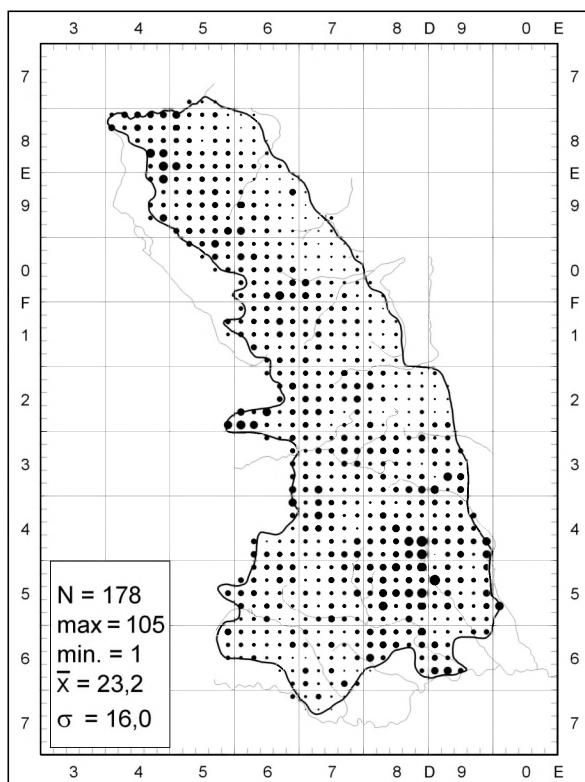 3 4 5 6 7 8 D 9 0 E
7 7
8 8
E E
9 9
0 0
F F
1 1
2 2
3 3
4 4
N = 178
5 5
max = 105
min. = 1
6 6
x̅ = 23,2
σ = 16,0
7 7
3 4 5 6 7 8 D 9 0 E